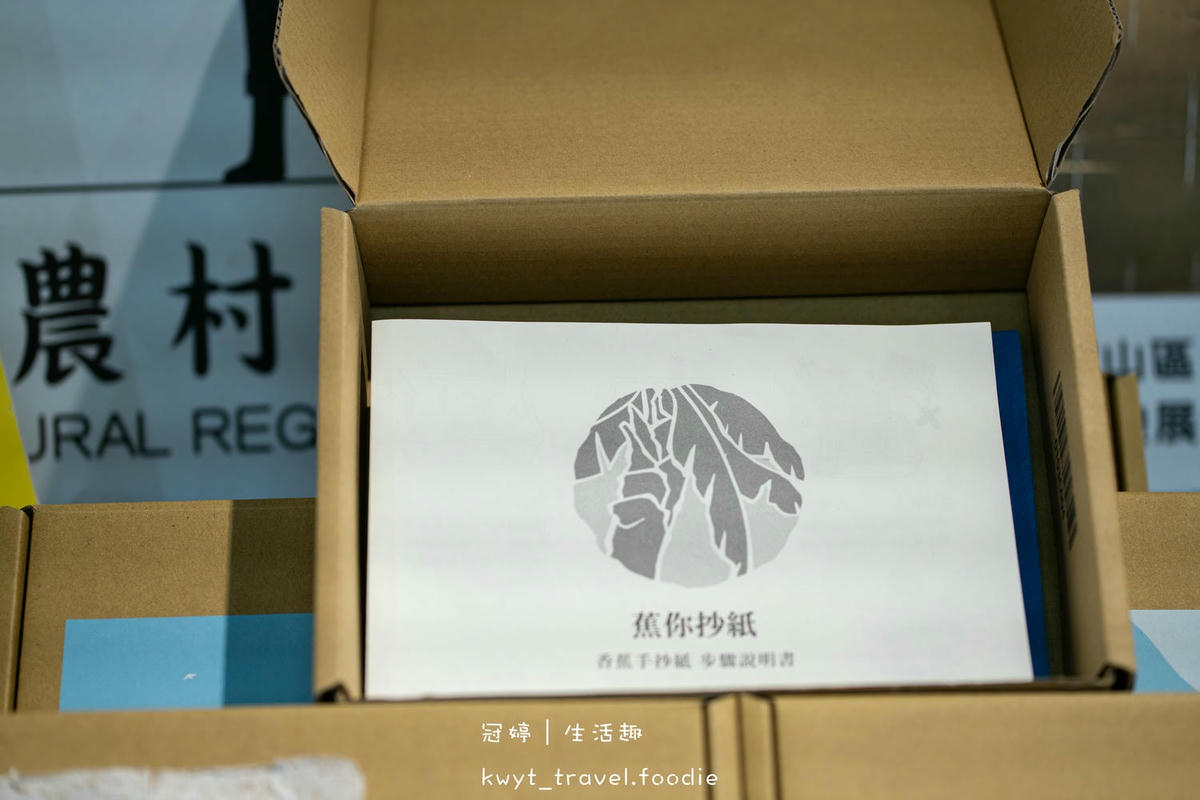 農村
URAL REG
山區
展
蕉你抄紙
香蕉手抄紙 步驟說明書
冠婷 | 生活趣
kwyt_travel.foodie